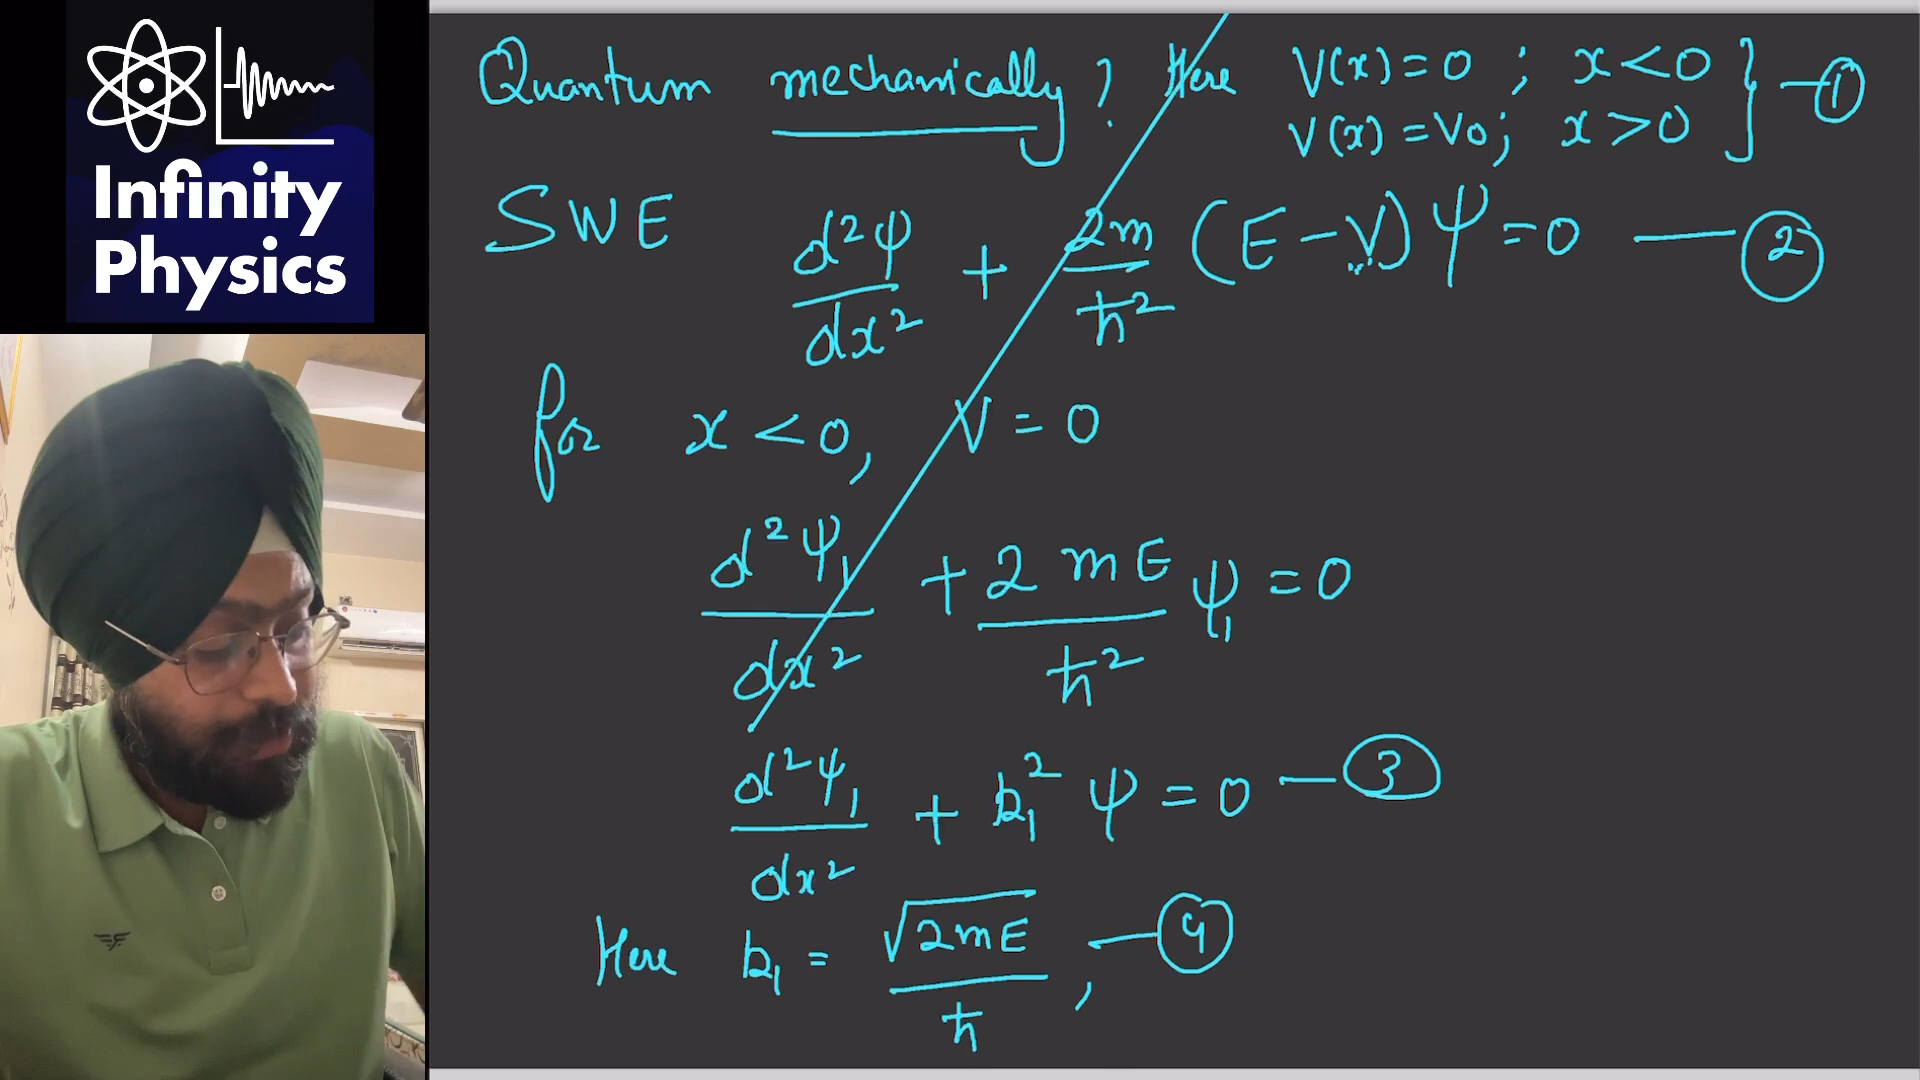 Infinity
Physics
Quantum mechanically? Here V(x)=0 ; x<0
V(x)=V0; x>0 } —①
SWE d²ψ/dx² + 2m/ħ² (E-V)ψ=0 —②
for x<0, V=0
d²ψ₁/dx² + 2mE/ħ² ψ₁=0
d²ψ₁/dx² + k₁² ψ=0 —③
Here k₁ = √2mE/ħ , —④